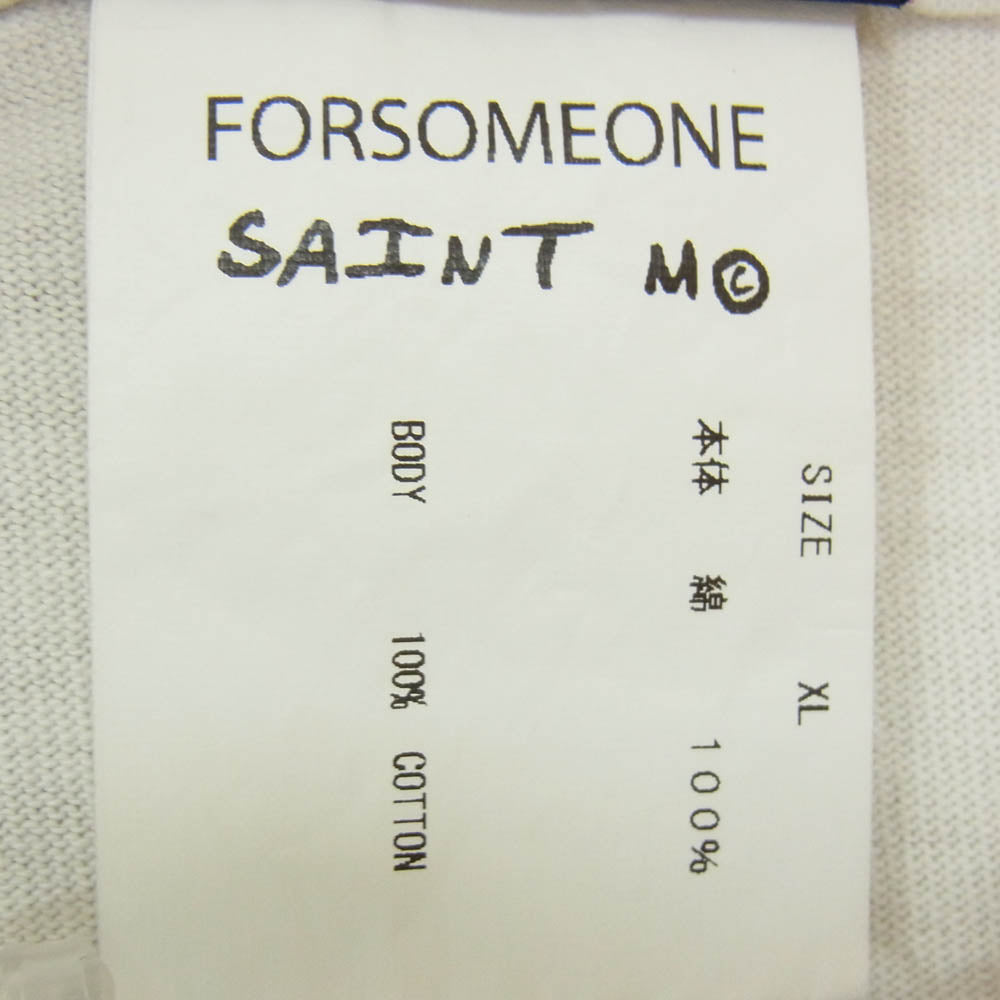 FORSOMEONE
SAINT M©
SIZE XL
本体 綿 100%
BODY 100% COTTON